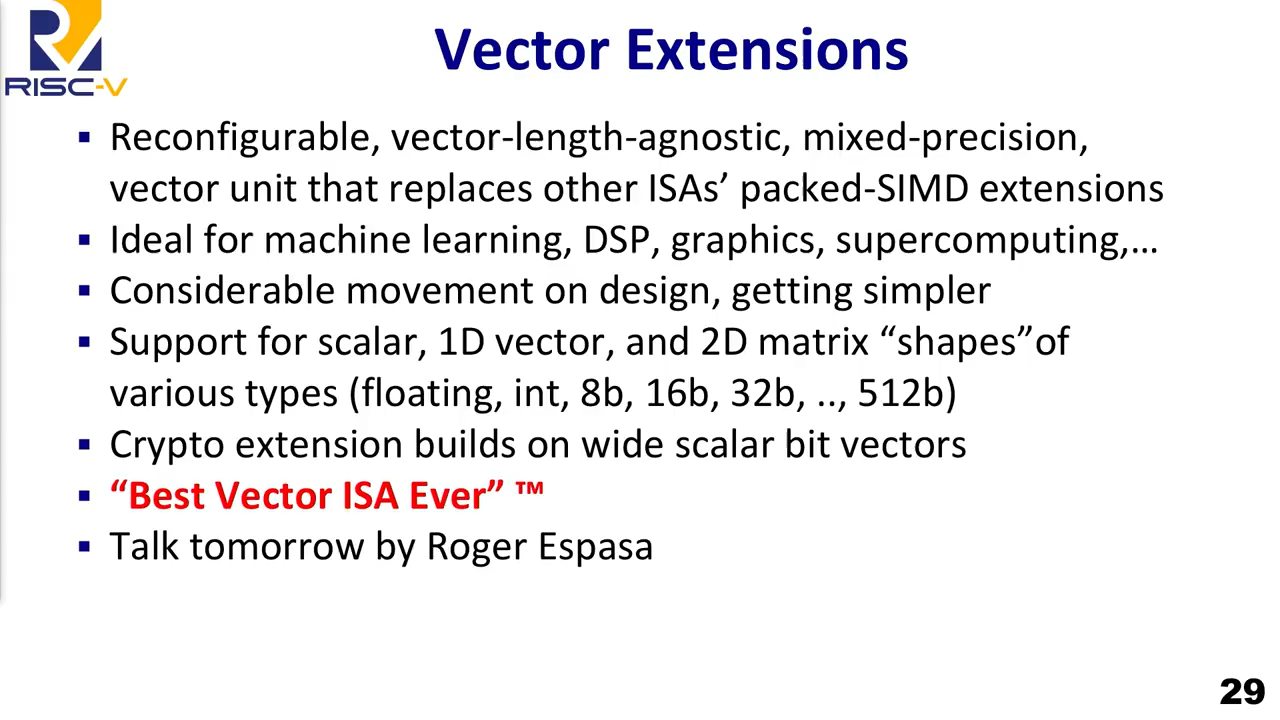 RISC-V
Vector Extensions
▪ Reconfigurable, vector-length-agnostic, mixed-precision,
vector unit that replaces other ISAs’ packed-SIMD extensions
▪ Ideal for machine learning, DSP, graphics, supercomputing,…
▪ Considerable movement on design, getting simpler
▪ Support for scalar, 1D vector, and 2D matrix “shapes”of
various types (floating, int, 8b, 16b, 32b, .., 512b)
▪ Crypto extension builds on wide scalar bit vectors
▪ “Best Vector ISA Ever” ™
▪ Talk tomorrow by Roger Espasa
29